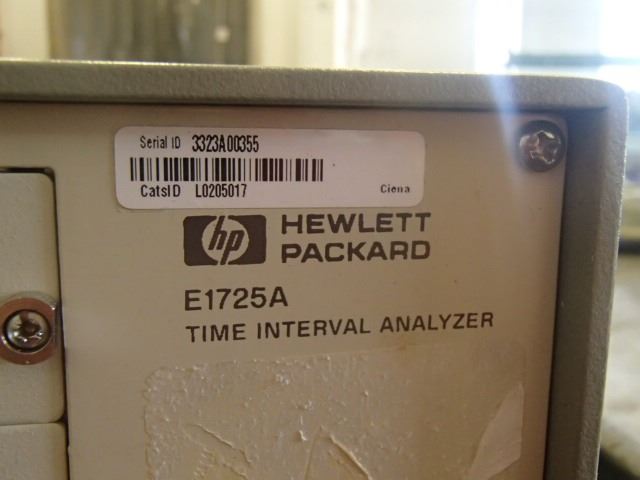 Serial ID 3323A00355
CatsID L0205017 Ciena
hp HEWLETT
PACKARD
E1725A
TIME INTERVAL ANALYZER